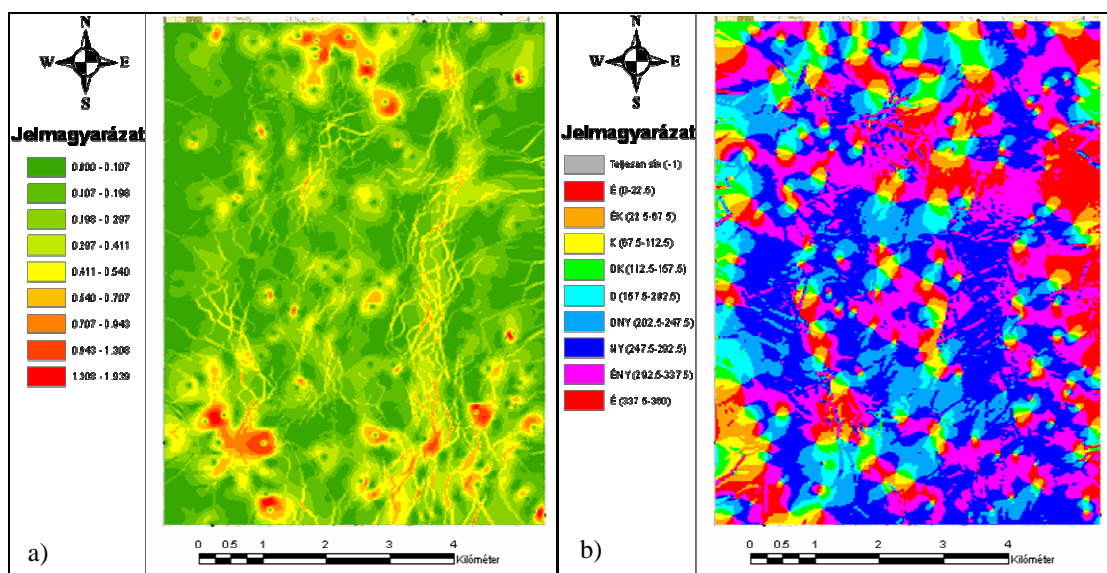 N
W E
S
Jelmagyarázat
0.000 - 0.107
0.107 - 0.198
0.198 - 0.297
0.297 - 0.411
0.411 - 0.540
0.540 - 0.707
0.707 - 0.943
0.943 - 1.308
1.308 - 1.939
0 0.5 1 2 3 4
Kilóméter
a)
N
W E
S
Jelmagyarázat
Teljesen sík (-1)
É (0-22.5)
ÉK (22.5-67.5)
K (67.5-112.5)
DK (112.5-157.5)
D (157.5-202.5)
DNY (202.5-247.5)
NY (247.5-292.5)
ÉNY (292.5-337.5)
É (337.5-360)
0 0.5 1 2 3 4
Kilóméter
b)